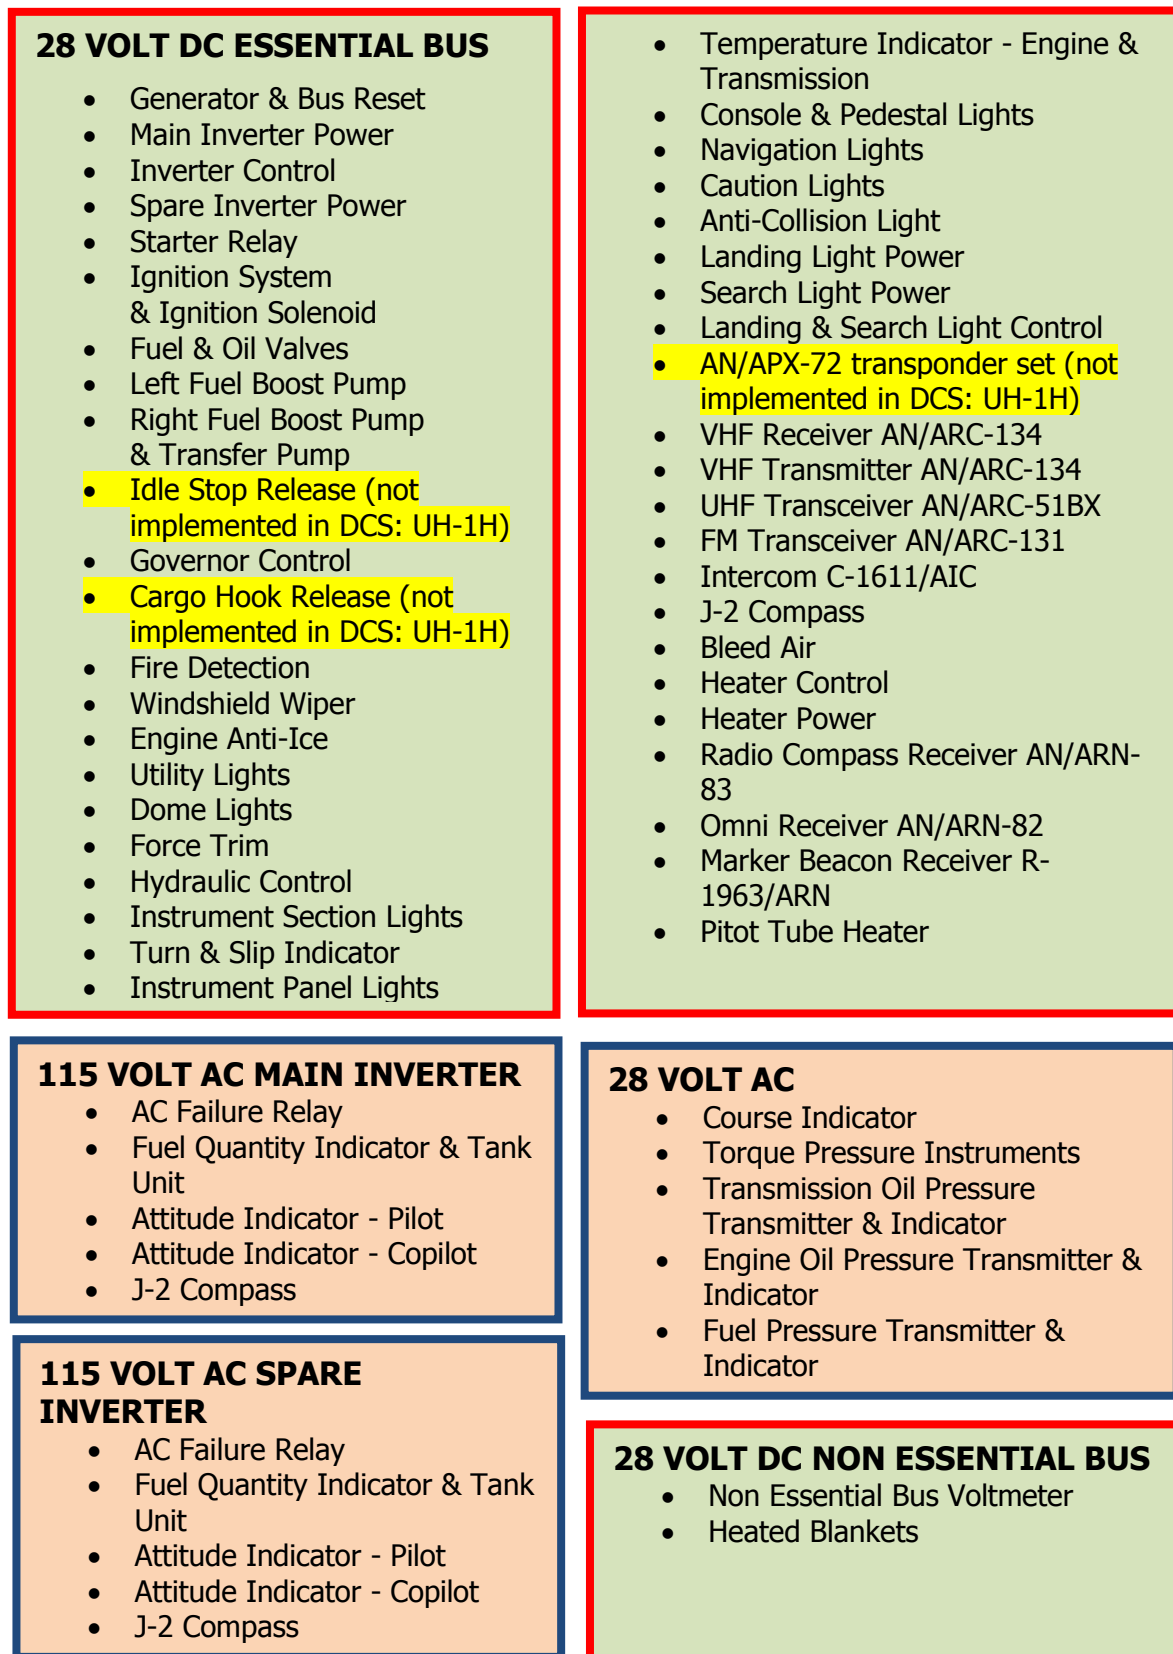 28 VOLT DC ESSENTIAL BUS
• Generator & Bus Reset
• Main Inverter Power
• Inverter Control
• Spare Inverter Power
• Starter Relay
• Ignition System
& Ignition Solenoid
• Fuel & Oil Valves
• Left Fuel Boost Pump
• Right Fuel Boost Pump
& Transfer Pump
• Idle Stop Release (not
implemented in DCS: UH-1H)
• Governor Control
• Cargo Hook Release (not
implemented in DCS: UH-1H)
• Fire Detection
• Windshield Wiper
• Engine Anti-Ice
• Utility Lights
• Dome Lights
• Force Trim
• Hydraulic Control
• Instrument Section Lights
• Turn & Slip Indicator
• Instrument Panel Lights
• Temperature Indicator - Engine &
Transmission
• Console & Pedestal Lights
• Navigation Lights
• Caution Lights
• Anti-Collision Light
• Landing Light Power
• Search Light Power
• Landing & Search Light Control
• AN/APX-72 transponder set (not
implemented in DCS: UH-1H)
• VHF Receiver AN/ARC-134
• VHF Transmitter AN/ARC-134
• UHF Transceiver AN/ARC-51BX
• FM Transceiver AN/ARC-131
• Intercom C-1611/AIC
• J-2 Compass
• Bleed Air
• Heater Control
• Heater Power
• Radio Compass Receiver AN/ARN-
83
• Omni Receiver AN/ARN-82
• Marker Beacon Receiver R-
1963/ARN
• Pitot Tube Heater
115 VOLT AC MAIN INVERTER
• AC Failure Relay
• Fuel Quantity Indicator & Tank
Unit
• Attitude Indicator - Pilot
• Attitude Indicator - Copilot
• J-2 Compass
28 VOLT AC
• Course Indicator
• Torque Pressure Instruments
• Transmission Oil Pressure
Transmitter & Indicator
• Engine Oil Pressure Transmitter &
Indicator
• Fuel Pressure Transmitter &
Indicator
115 VOLT AC SPARE
INVERTER
• AC Failure Relay
• Fuel Quantity Indicator & Tank
Unit
• Attitude Indicator - Pilot
• Attitude Indicator - Copilot
• J-2 Compass
28 VOLT DC NON ESSENTIAL BUS
• Non Essential Bus Voltmeter
• Heated Blankets